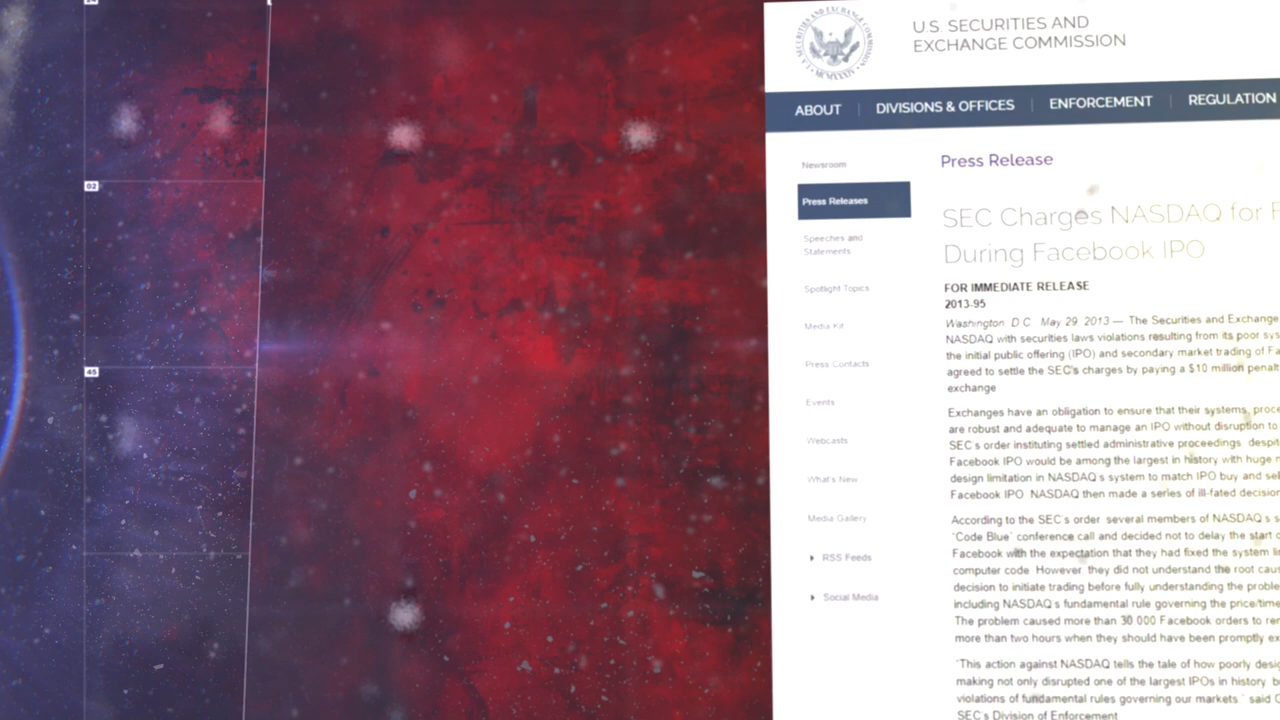 U.S. SECURITIES AND
EXCHANGE COMMISSION
ABOUT | DIVISIONS & OFFICES | ENFORCEMENT | REGULATION
02
45
Newsroom
Press Releases
Speeches and
Statements
Spotlight Topics
Media Kit
Press Contacts
Events
Webcasts
What's New
Media Gallery
RSS Feeds
Social Media
Press Release
SEC Charges NASDAQ for F
During Facebook IPO
FOR IMMEDIATE RELEASE
2013-95
Washington D C May 29, 2013 — The Securities and Exchange
NASDAQ with securities laws violations resulting from its poor sys
the initial public offering (IPO) and secondary market trading of Fa
agreed to settle the SEC's charges by paying a $10 million penalt
exchange
Exchanges have an obligation to ensure that their systems, proce
are robust and adequate to manage an IPO without disruption to
SEC's order instituting settled administrative proceedings despit
Facebook IPO would be among the largest in history with huge n
design limitation in NASDAQ's system to match IPO buy and sel
Facebook IPO NASDAQ then made a series of ill-fated decision
According to the SEC's order several members of NASDAQ's s
'Code Blue' conference call and decided not to delay the start o
Facebook with the expectation that they had fixed the system li
computer code. However, they did not understand the root caus
decision to initiate trading before fully understanding the proble
including NASDAQ's fundamental rule governing the price/time
The problem caused more than 30 000 Facebook orders to re
more than two hours when they should have been promptly ex
'This action against NASDAQ tells the tale of how poorly desig
making not only disrupted one of the largest IPOs in history b
violations of fundamental rules governing our markets.' said G
SEC's Division of Enforcement